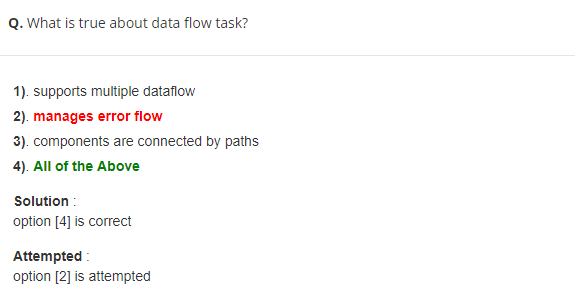 Q. What is true about data flow task?
1). supports multiple dataflow
2). manages error flow
3). components are connected by paths
4). All of the Above
Solution :
option [4] is correct
Attempted :
option [2] is attempted